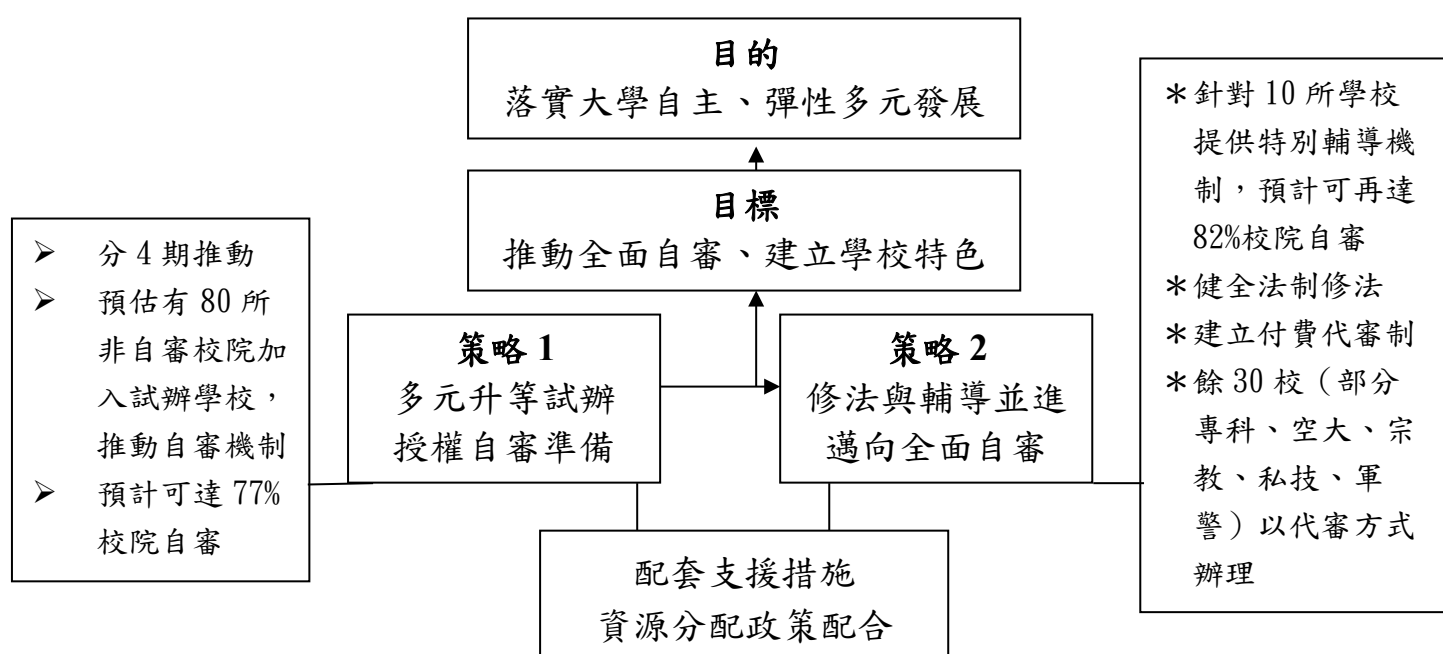 目的
落實大學自主、彈性多元發展
目標
推動全面自審、建立學校特色
➢ 分 4 期推動
➢ 預估有 80 所
非自審校院加
入試辦學校，
推動自審機制
➢ 預計可達 77%
校院自審
策略 1
多元升等試辦
授權自審準備
策略 2
修法與輔導並進
邁向全面自審
＊針對 10 所學校
提供特別輔導機
制，預計可再達
82%校院自審
＊健全法制修法
＊建立付費代審制
＊餘 30 校（部分
專科、空大、宗
教、私技、軍
警）以代審方式
辦理
配套支援措施
資源分配政策配合